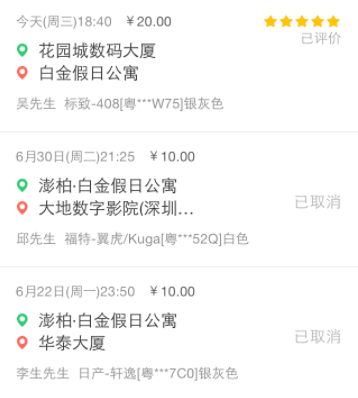 今天(周三)18:40 ￥20.00
已评价
花园城数码大厦
白金假日公寓
吴先生 标致-408[粤***W75]银灰色
6月30日(周二)21:25 ￥10.00
澎柏·白金假日公寓
大地数字影院(深圳...
已取消
邱先生 福特-翼虎/Kuga[粤***52Q]白色
6月22日(周一)23:50 ￥10.00
澎柏·白金假日公寓
华泰大厦
已取消
李生先生 日产-轩逸[粤***7C0]银灰色